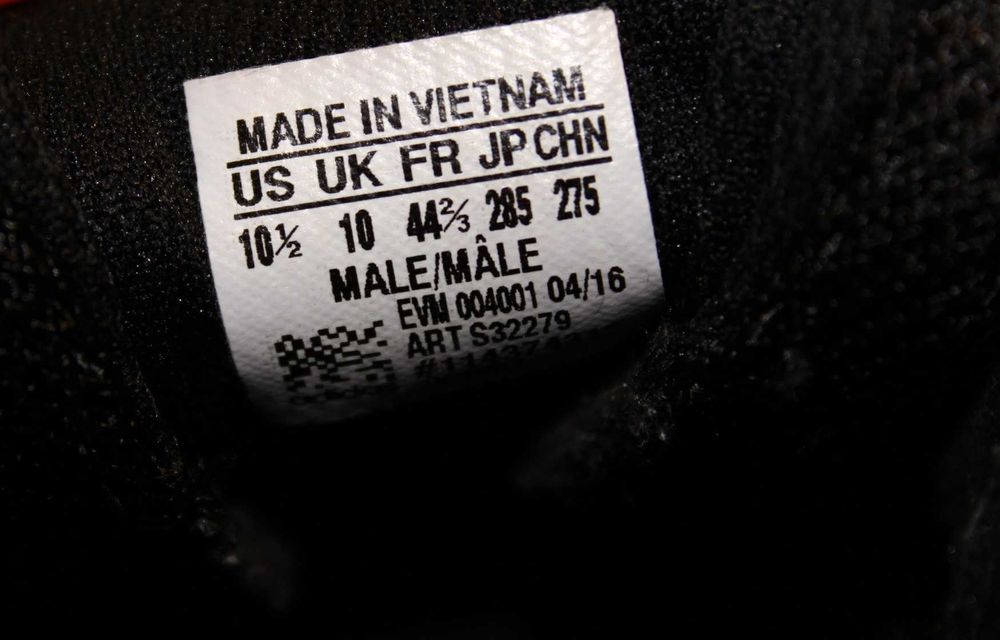 MADE IN VIETNAM
US UK FR JP CHN
10½ 10 44⅔ 285 275
MALE/MÂLE
EVN 004001 04/16
ART S32279